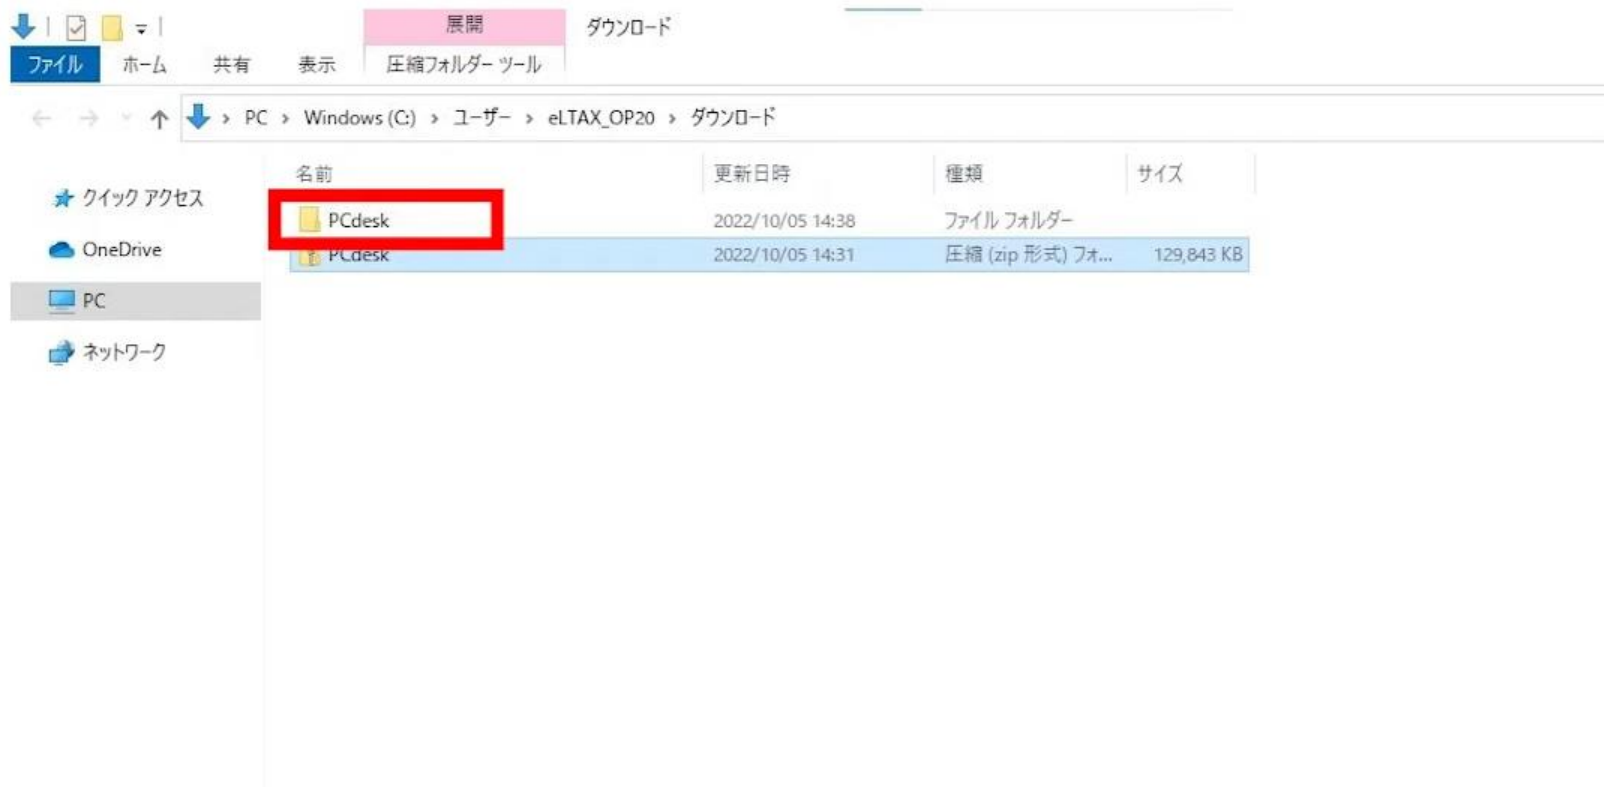 展開 ダウンロード
ファイル ホーム 共有 表示 圧縮フォルダー ツール
PC › Windows (C:) › ユーザー › eLTAX_OP20 › ダウンロード
名前 更新日時 種類 サイズ
クイック アクセス
PCdesk 2022/10/05 14:38 ファイル フォルダー
OneDrive
PCdesk 2022/10/05 14:31 圧縮 (zip 形式) フォ... 129,843 KB
PC
ネットワーク